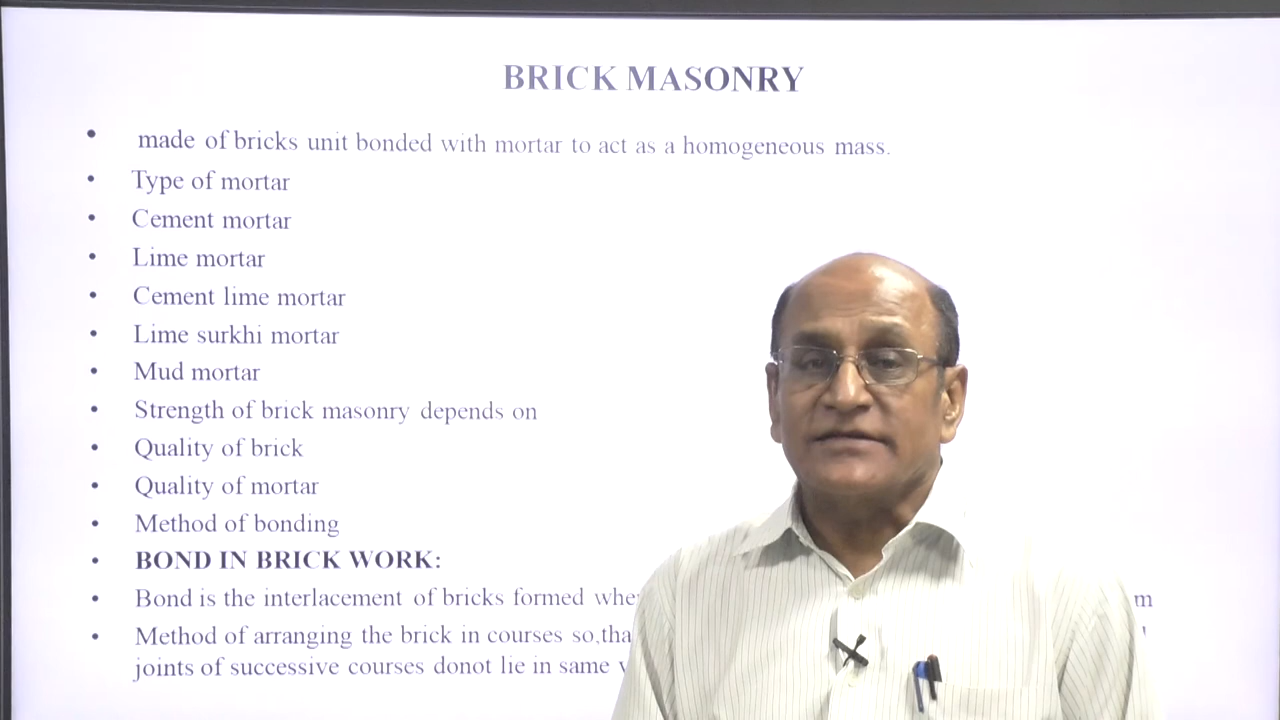 BRICK MASONRY
• made of bricks unit bonded with mortar to act as a homogeneous mass.
• Type of mortar
• Cement mortar
• Lime mortar
• Cement lime mortar
• Lime surkhi mortar
• Mud mortar
• Strength of brick masonry depends on
• Quality of brick
• Quality of mortar
• Method of bonding
• BOND IN BRICK WORK:
• Bond is the interlacement of bricks formed
• Method of arranging the brick in courses
joints of successive courses donot lie in same